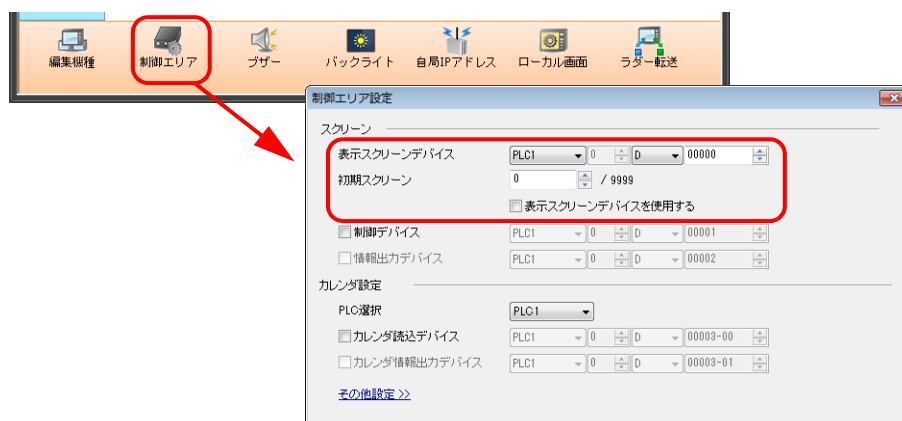 編集機種 制御エリア ブザー バックライト 自局IPアドレス ローカル画面 ラダー転送
制御エリア設定
スクリーン
表示スクリーンデバイス PLC1 0 D 00000
初期スクリーン 0 / 9999
表示スクリーンデバイスを使用する
制御デバイス PLC1 0 D 00001
情報出力デバイス PLC1 0 D 00002
カレンダ設定
PLC選択 PLC1
カレンダ読込デバイス PLC1 0 D 00003-00
カレンダ情報出力デバイス PLC1 0 D 00003-01
その他設定 >>